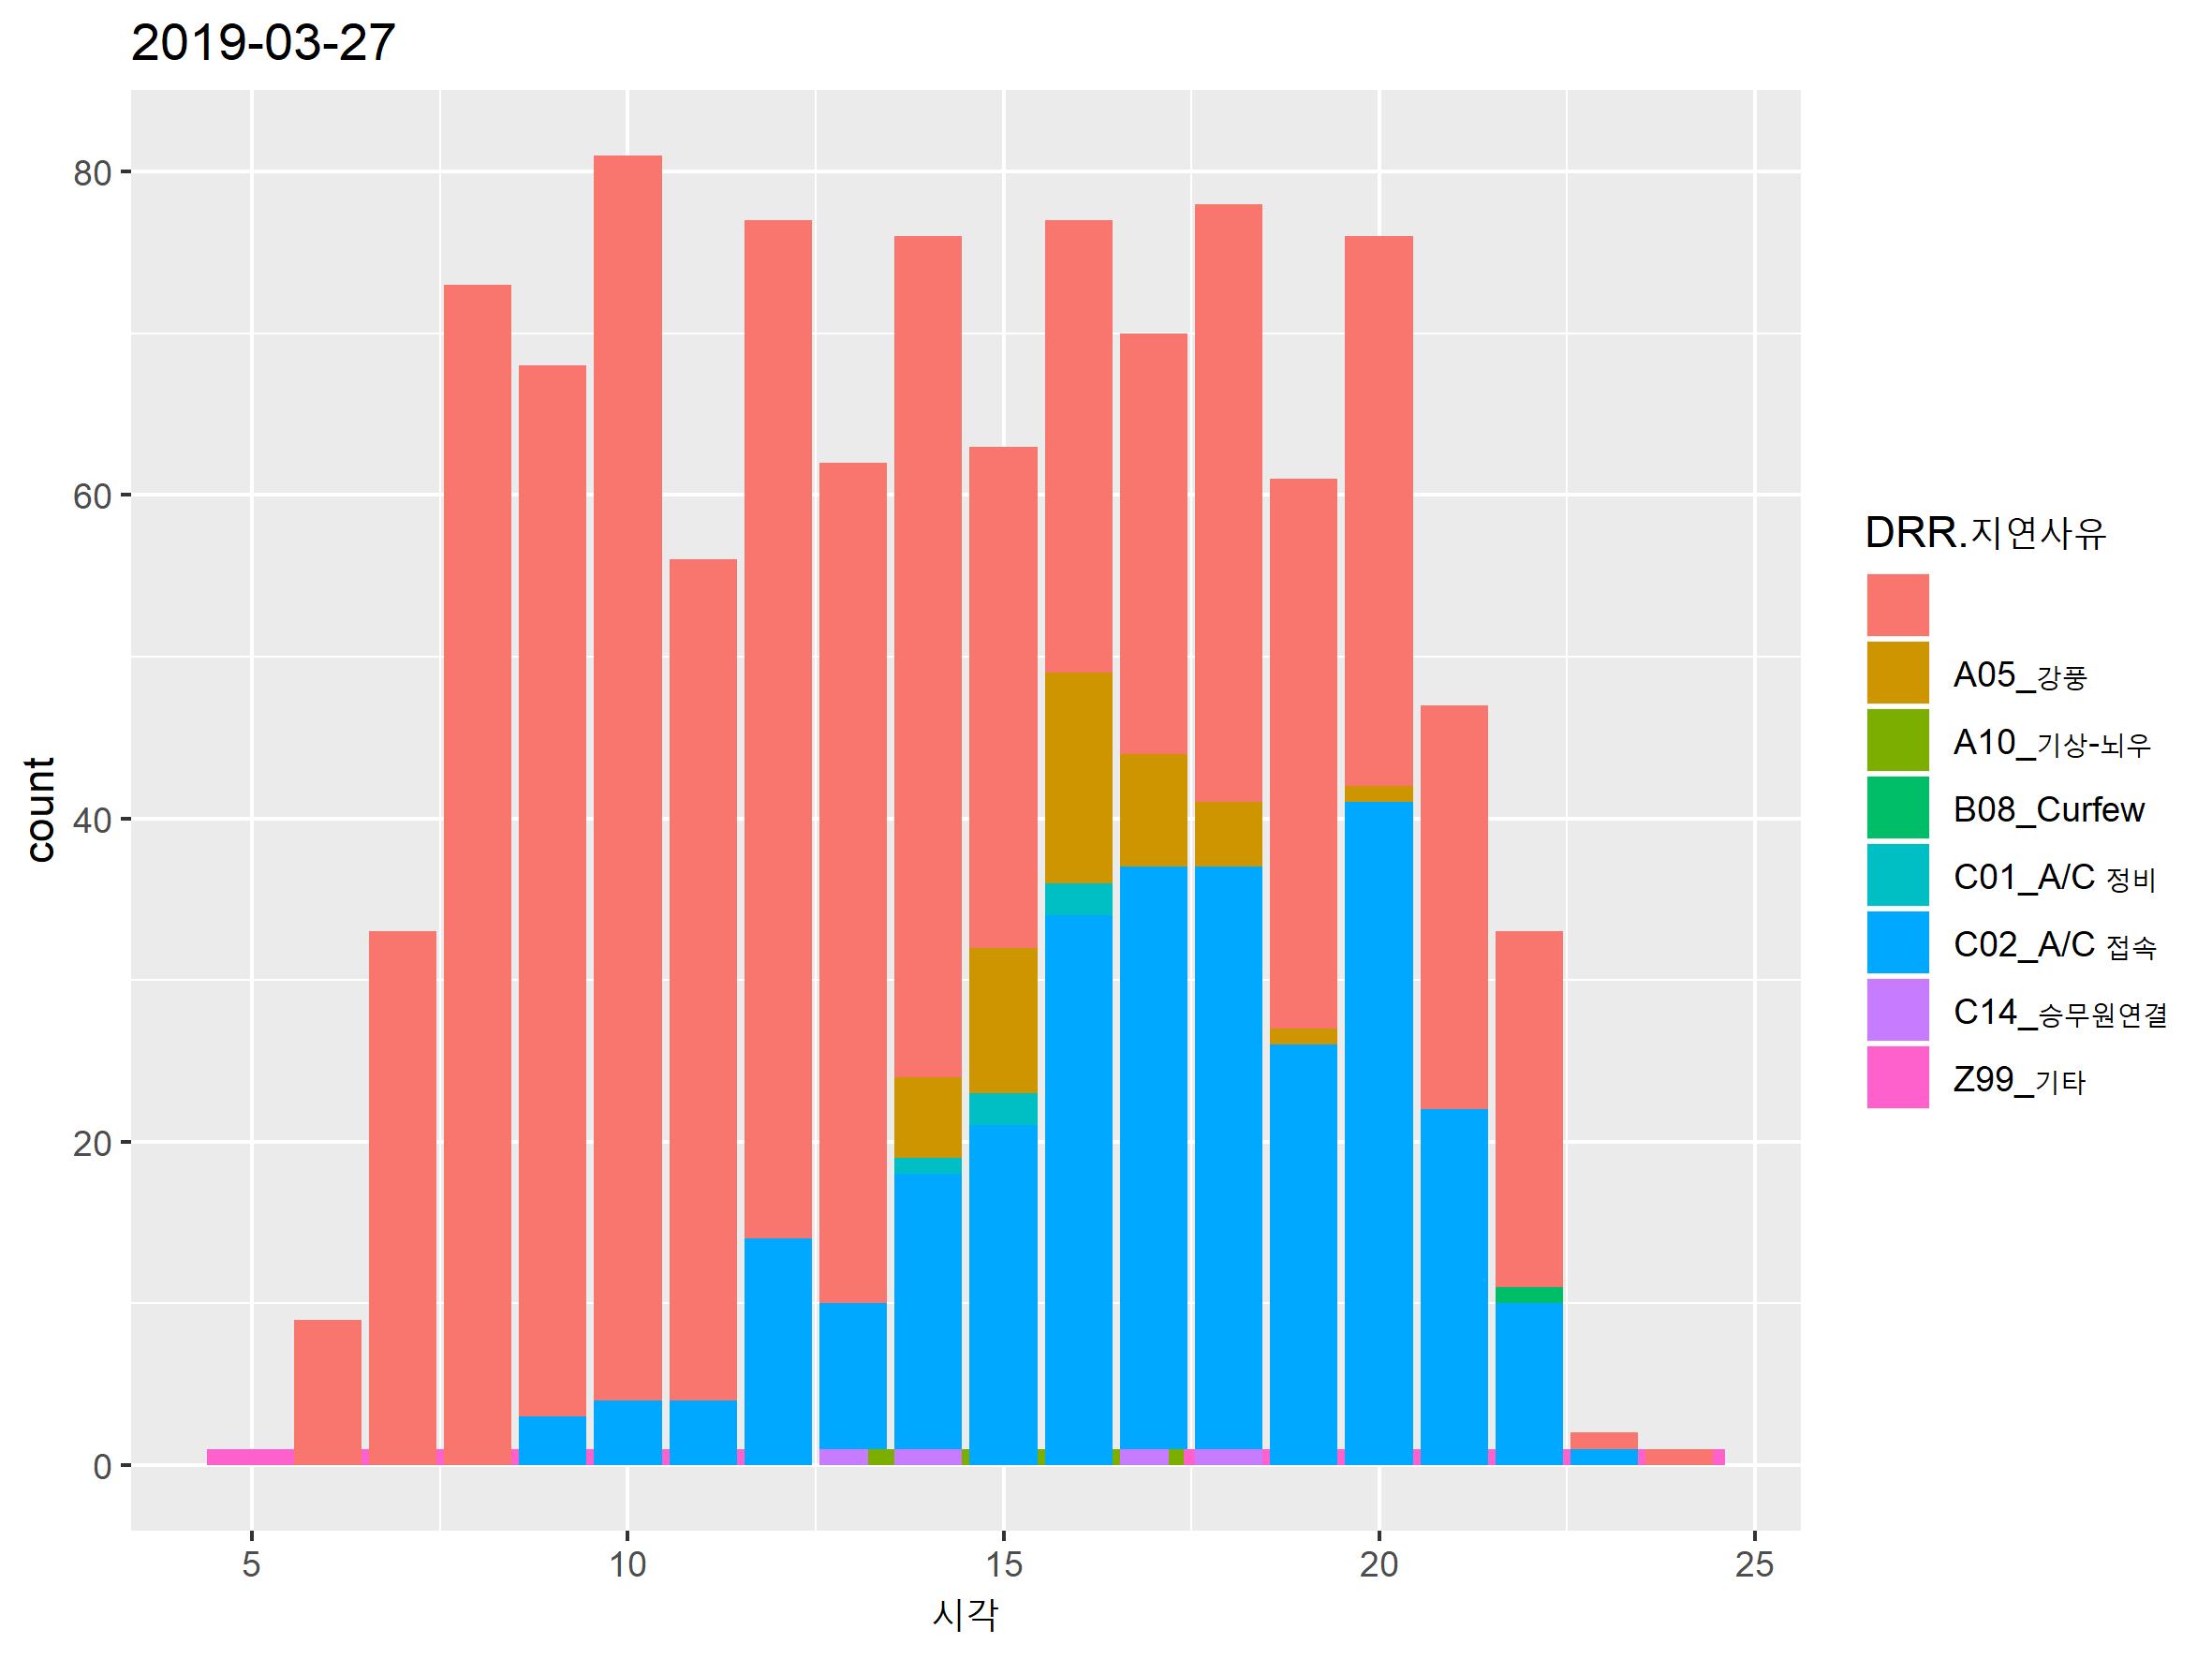 2019-03-27
count
80
60
40
20
0
5 10 15 20 25
시각
DRR.지연사유
A05_강풍
A10_기상-뇌우
B08_Curfew
C01_A/C 정비
C02_A/C 접속
C14_승무원연결
Z99_기타